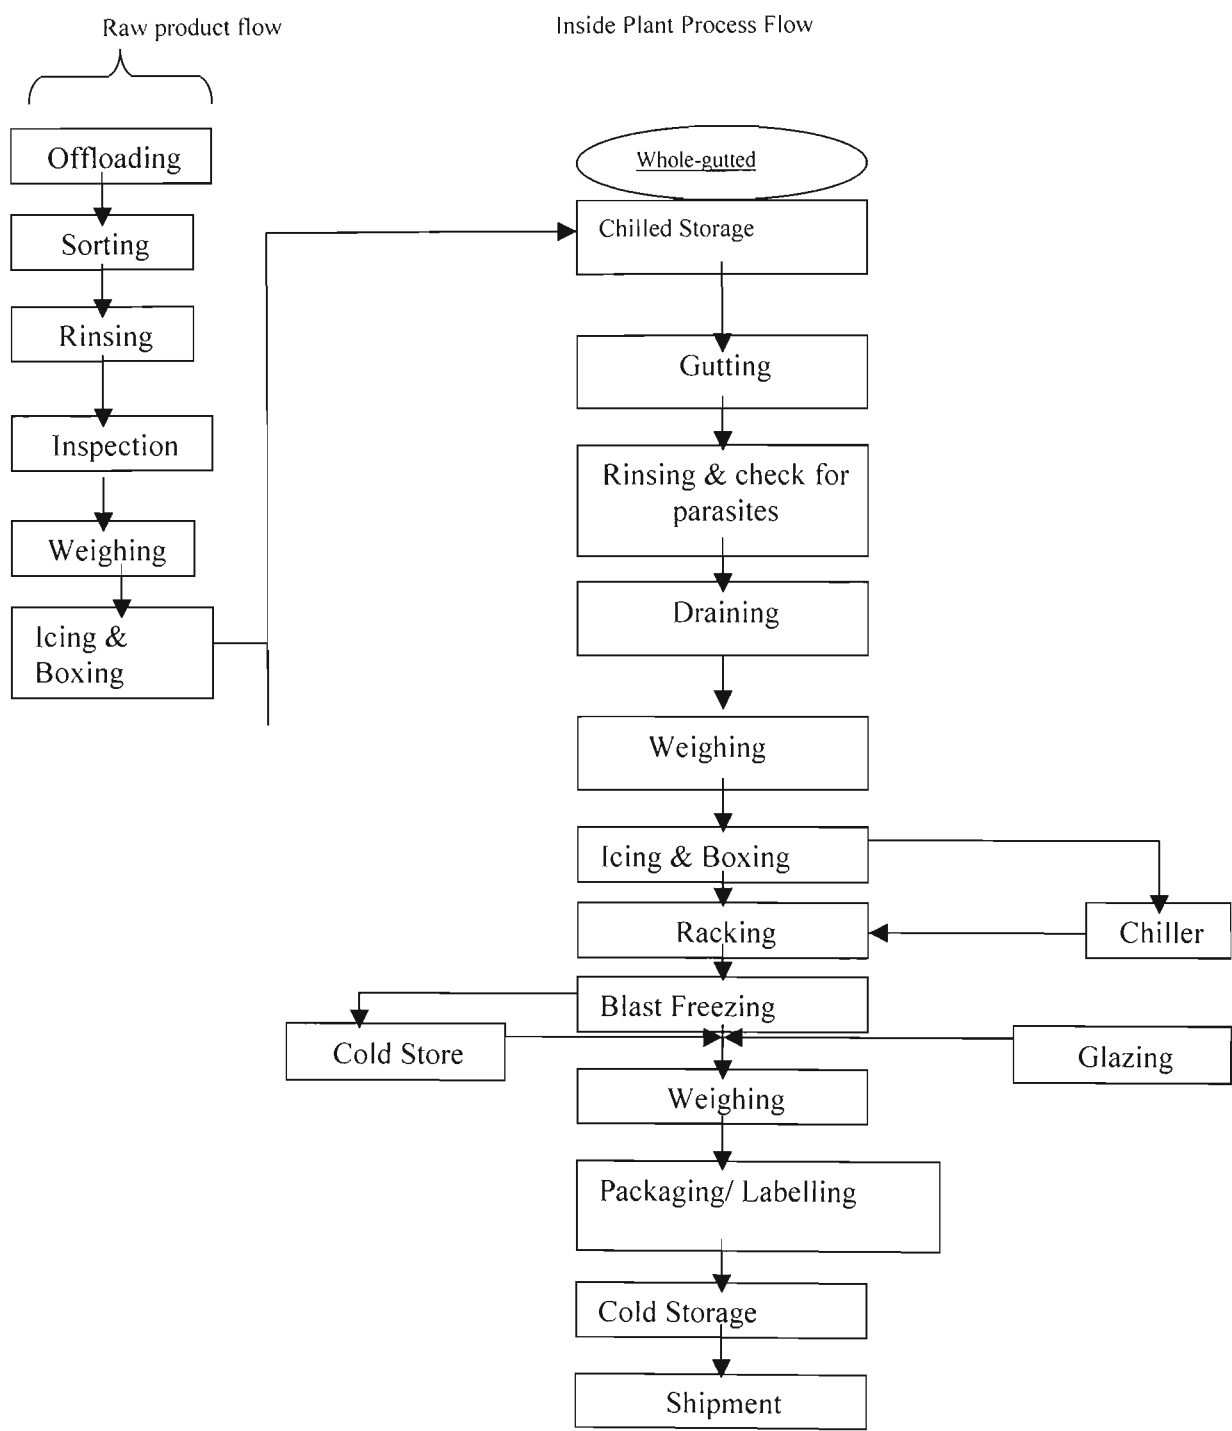 Raw product flow
Inside Plant Process Flow
Offloading
Sorting
Rinsing
Inspection
Weighing
Icing &
Boxing
Whole-gutted
Chilled Storage
Gutting
Rinsing & check for
parasites
Draining
Weighing
Icing & Boxing
Racking
Chiller
Blast Freezing
Cold Store
Glazing
Weighing
Packaging/ Labelling
Cold Storage
Shipment